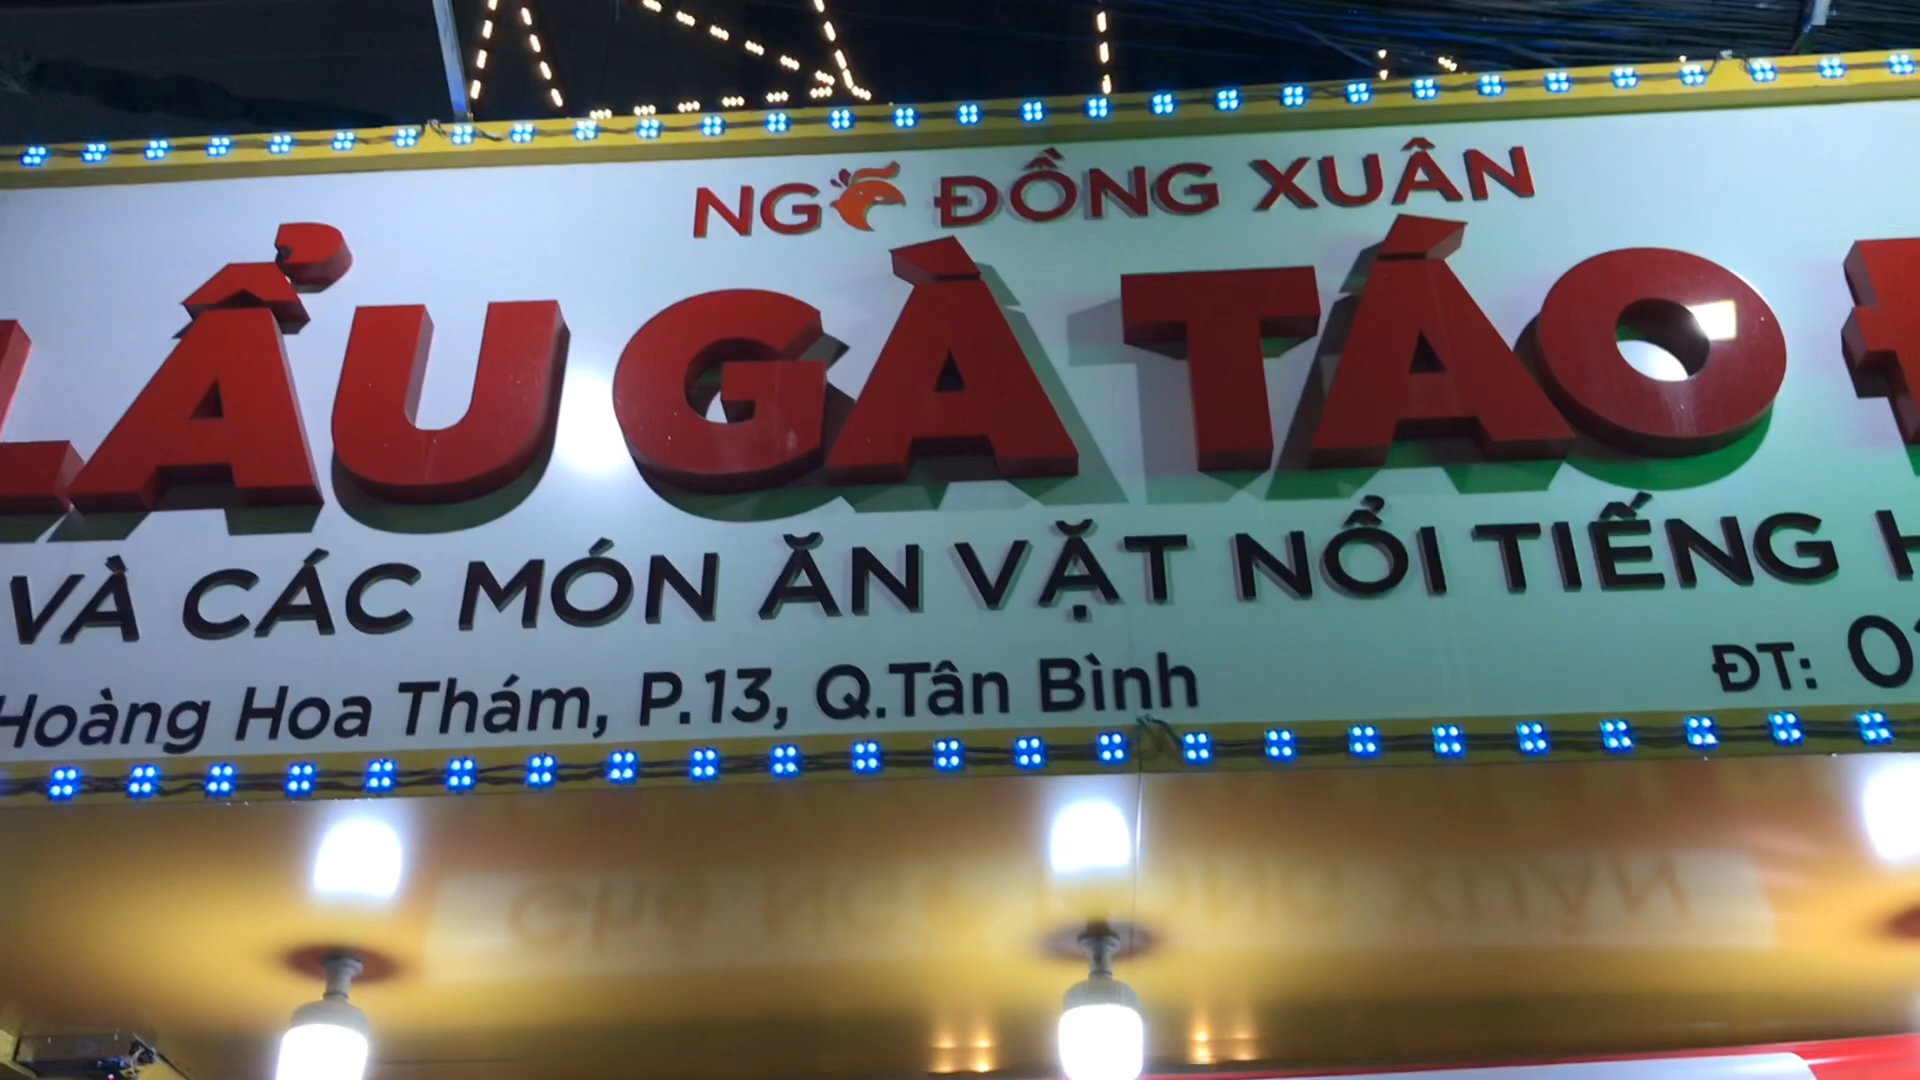 NGÕ ĐỒNG XUÂN
LẨU GÀ TÁO
VÀ CÁC MÓN ĂN VẶT NỔI TIẾNG
Hoàng Hoa Thám, P.13, Q.Tân Bình
ĐT: 0